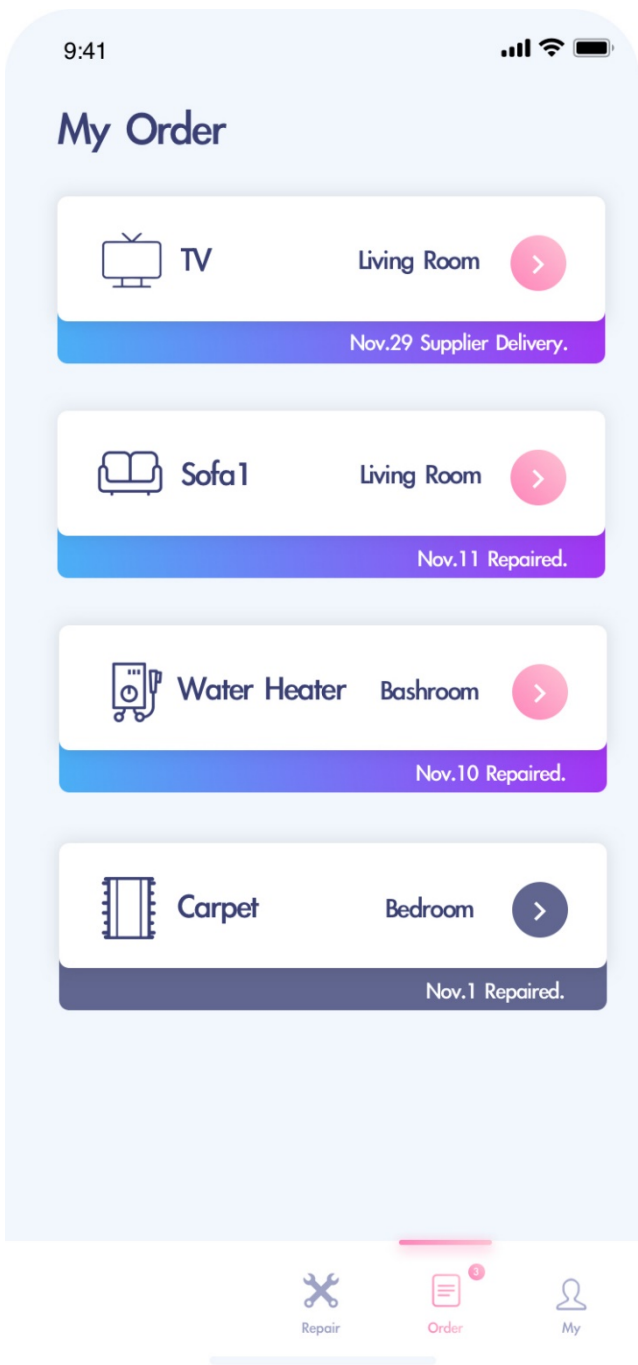 9:41
My Order
TV Living Room
Nov.29 Supplier Delivery.
Sofa1 Living Room
Nov.11 Repaired.
Water Heater Bashroom
Nov.10 Repaired.
Carpet Bedroom
Nov.1 Repaired.
3
Repair Order My